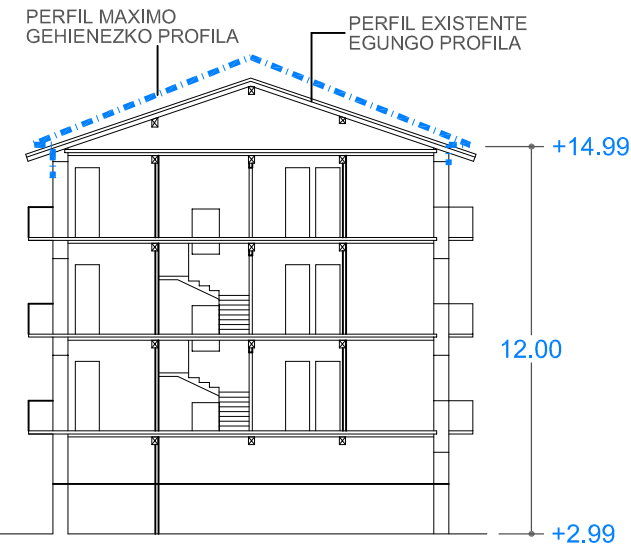 PERFIL MAXIMO
GEHIENEZKO PROFILA
PERFIL EXISTENTE
EGUNGO PROFILA
+14.99
12.00
+2.99